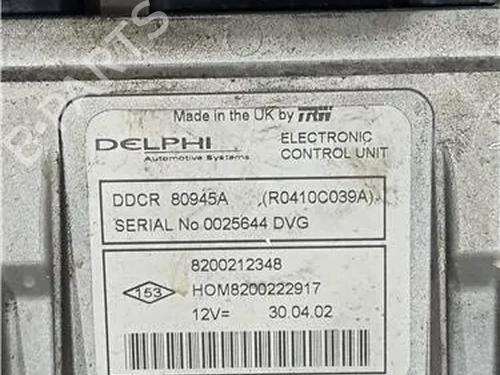 Made in the UK by TRW
DELPHI
Automotive Systems
ELECTRONIC
CONTROL UNIT
DDCR 80945A (R0410C039A)
SERIAL No 0025644 DVG
8200212348
153
HOM8200222917
12V= 30.04.02
E-PARTS